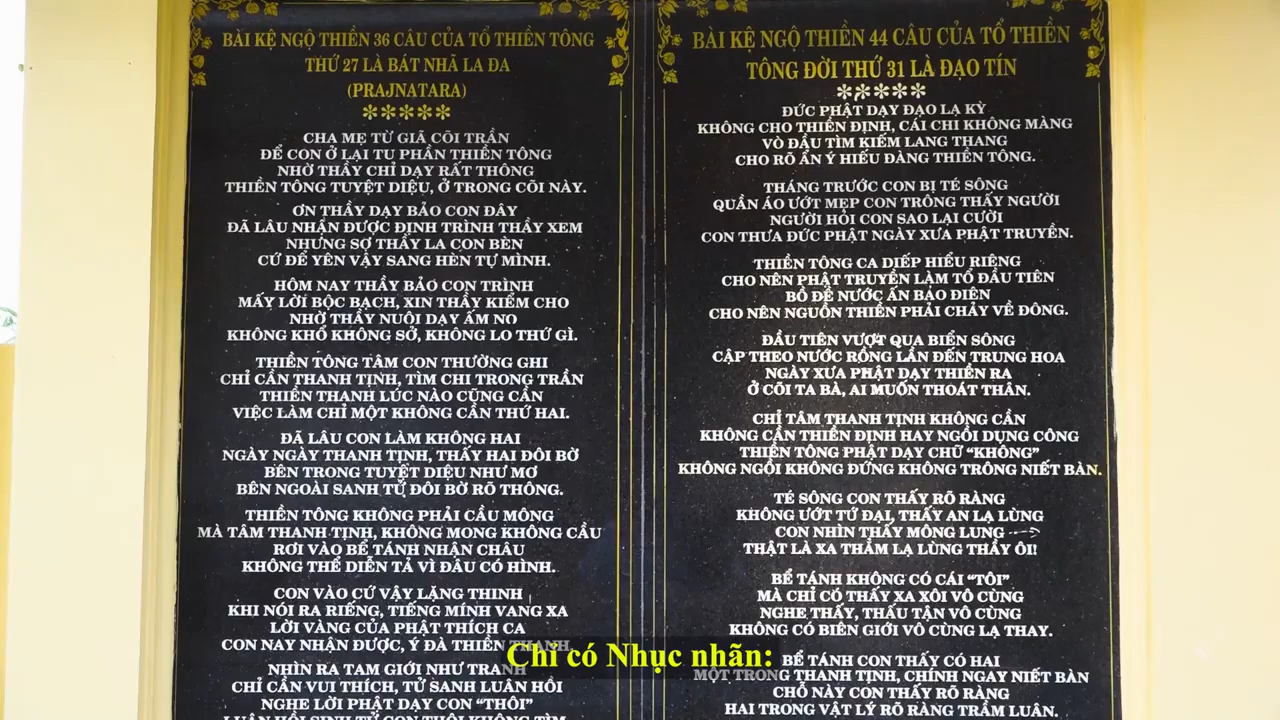 BÀI KỆ NGỘ THIỀN 36 CÂU CỦA TỔ THIỀN TÔNG
THỨ 27 LÀ BÁT NHÃ LA ĐA
(PRAJNATARA)
CHA MẸ TỪ GIÃ CÕI TRẦN
ĐỂ CON Ở LẠI TU PHẦN THIỀN TÔNG
NHỜ THẦY CHỈ DẠY RẤT THÔNG
THIỀN TÔNG TUYỆT DIỆU, Ở TRONG CÕI NÀY.
ƠN THẦY DẠY BẢO CON ĐÂY
ĐÃ LÂU NHẬN ĐƯỢC ĐỊNH TRÌNH THẦY XEM
NHƯNG SỢ THẦY LA CON BÈN
CỨ ĐỂ YÊN VẬY SANG HÈN TỰ MÌNH.
HÔM NAY THẦY BẢO CON TRÌNH
MẤY LỜI BỘC BẠCH, XIN THẦY KIỂM CHO
NHỜ THẦY NUÔI DẠY ẤM NO
KHÔNG KHỔ KHÔNG SỞ, KHÔNG LO THỨ GÌ.
THIỀN TÔNG TÂM CON THƯỜNG GHI
CHỈ CẦN THANH TỊNH, TÌM CHI TRONG TRẦN
THIỀN THANH LÚC NÀO CŨNG CẦN
VIỆC LÀM CHỈ MỘT KHÔNG CẦN THỨ HAI.
ĐÃ LÂU CON LÀM KHÔNG HAI
NGÀY NGÀY THANH TỊNH, THẤY HAI ĐÔI BỜ
BÊN TRONG TUYỆT DIỆU NHƯ MƠ
BÊN NGOÀI SANH TỬ ĐÔI BỜ RÕ THÔNG.
THIỀN TÔNG KHÔNG PHẢI CẦU MÔNG
MÀ TÂM THANH TỊNH, KHÔNG MONG KHÔNG CẦU
RƠI VÀO BỂ TÁNH NHẬN CHÂU
KHÔNG THỂ DIỄN TẢ VÌ ĐÂU CÓ HÌNH.
CON VÀO CỨ VẬY LẶNG THINH
KHI NÓI RA RIẾNG, TIẾNG MÍNH VANG XA
LỜI VÀNG CỦA PHẬT THÍCH CA
CON NAY NHẬN ĐƯỢC, Ý ĐÀ THIỀN THANH.
NHÌN RA TAM GIỚI NHƯ TRANH
CHỈ CẦN VUI THÍCH, TỬ SANH LUÂN HỒI
NGHE LỜI PHẬT DẠY CON “THÔI”
LUÂN HỒI SINH TỬ CON THÔI KHÔNG TÌM
BÀI KỆ NGỘ THIỀN 44 CÂU CỦA TỔ THIỀN
TÔNG ĐỜI THỨ 31 LÀ ĐẠO TÍN
ĐỨC PHẬT DẠY ĐẠO LẠ KỲ
KHÔNG CHO THIỀN ĐỊNH, CÁI CHI KHÔNG MÀNG
VÒ ĐẦU TÌM KIẾM LANG THANG
CHO RÕ ẨN Ý HIỂU ĐÀNG THIỀN TÔNG.
THÁNG TRƯỚC CON BỊ TÉ SÔNG
QUẦN ÁO ƯỚT MẸP CON TRÔNG THẤY NGƯỜI
NGƯỜI HỎI CON SAO LẠI CƯỜI
CON THƯA ĐỨC PHẬT NGÀY XƯA PHẬT TRUYỀN.
THIỀN TÔNG CA DIẾP HIỂU RIÊNG
CHO NÊN PHẬT TRUYỀN LÀM TỔ ĐẦU TIÊN
BỒ ĐỀ NƯỚC ẤN BẢO ĐIÊN
CHO NÊN NGUỒN THIỀN PHẢI CHẢY VỀ ĐÔNG.
ĐẦU TIÊN VƯỢT QUA BIỂN SÔNG
CẬP THEO NƯỚC RỒNG LẦN ĐẾN TRUNG HOA
NGÀY XƯA PHẬT DẠY THIỀN RA
Ở CÕI TA BÀ, AI MUỐN THOÁT THÂN.
CHỈ TÂM THANH TỊNH KHÔNG CẦN
KHÔNG CẦN THIỀN ĐỊNH HAY NGỒI DỤNG CÔNG
THIỀN TÔNG PHẬT DẠY CHỮ “KHÔNG”
KHÔNG NGỒI KHÔNG ĐỨNG KHÔNG TRÔNG NIẾT BÀN.
TÉ SÔNG CON THẤY RÕ RÀNG
KHÔNG ƯỚT TỨ ĐẠI, THẤY AN LẠ LÙNG
CON NHÌN THẤY MÔNG LUNG
THẬT LÀ XA THẲM LẠ LÙNG THẦY ÔI!
BỂ TÁNH KHÔNG CÓ CÁI “TÔI”
MÀ CHỈ CÓ THẤY XA XÔI VÔ CÙNG
NGHE THẤY, THẤU TẬN VÔ CÙNG
KHÔNG CÓ BIÊN GIỚI VÔ CÙNG LẠ THAY.
BỂ TÁNH CON THẤY CÓ HAI
MỘT TRONG THANH TỊNH, CHÍNH NGAY NIẾT BÀN
CHỖ NÀY CON THẤY RÕ RÀNG
HAI TRONG VẬT LÝ RÕ RÀNG TRẦM LUÂN.
Chỉ có Nhục nhãn: